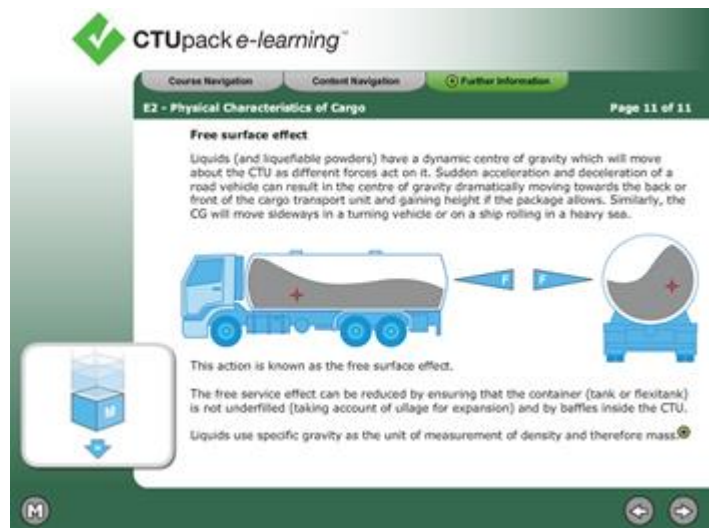 CTUpack e-learning™
Course Navigation
Content Navigation
Further Information
E2 - Physical Characteristics of Cargo
Page 11 of 11
Free surface effect
Liquids (and liquefiable powders) have a dynamic centre of gravity which will move
about the CTU as different forces act on it. Sudden acceleration and deceleration of a
road vehicle can result in the centre of gravity dramatically moving towards the back or
front of the cargo transport unit and gaining height if the package allows. Similarly, the
CG will move sideways in a turning vehicle or on a ship rolling in a heavy sea.
F
F
This action is known as the free surface effect.
The free service effect can be reduced by ensuring that the container (tank or flexitank)
is not underfilled (taking account of ullage for expansion) and by baffles inside the CTU.
M
Liquids use specific gravity as the unit of measurement of density and therefore mass.
M